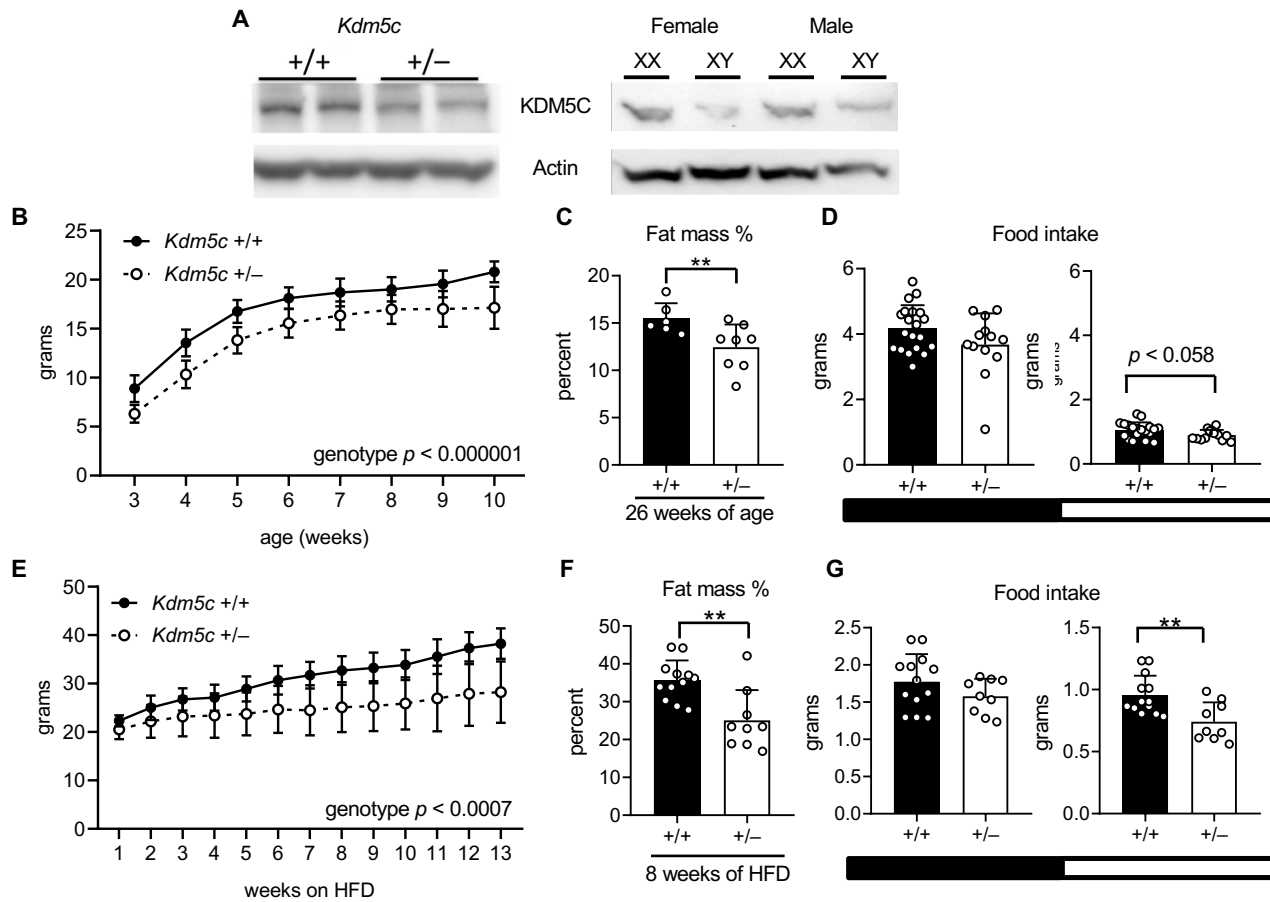 A
Kdm5c
+/+
+/–
Female
Male
XX
XY
XX
XY
KDM5C
Actin
B
25
20
15
10
5
0
grams
Kdm5c +/+
Kdm5c +/–
genotype p < 0.000001
3 4 5 6 7 8 9 10
age (weeks)
C
Fat mass %
**
20
15
10
5
0
percent
+/+
+/–
26 weeks of age
D
Food intake
6
4
2
0
grams
+/+
+/–
6
4
2
0
grams
grams
p < 0.058
+/+
+/–
E
50
40
30
20
10
0
grams
Kdm5c +/+
Kdm5c +/–
genotype p < 0.0007
1 2 3 4 5 6 7 8 9 10 11 12 13
weeks on HFD
F
Fat mass %
**
50
40
30
20
10
0
percent
+/+
+/–
8 weeks of HFD
G
Food intake
2.5
2.0
1.5
1.0
0.5
0.0
grams
+/+
+/–
1.5
1.0
0.5
0.0
grams
**
+/+
+/–